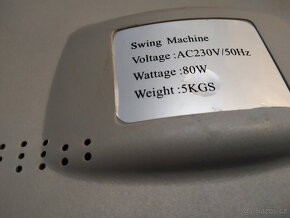 Swing Machine
Voltage :AC230V/50Hz
Wattage :80W
Weight :5KGS